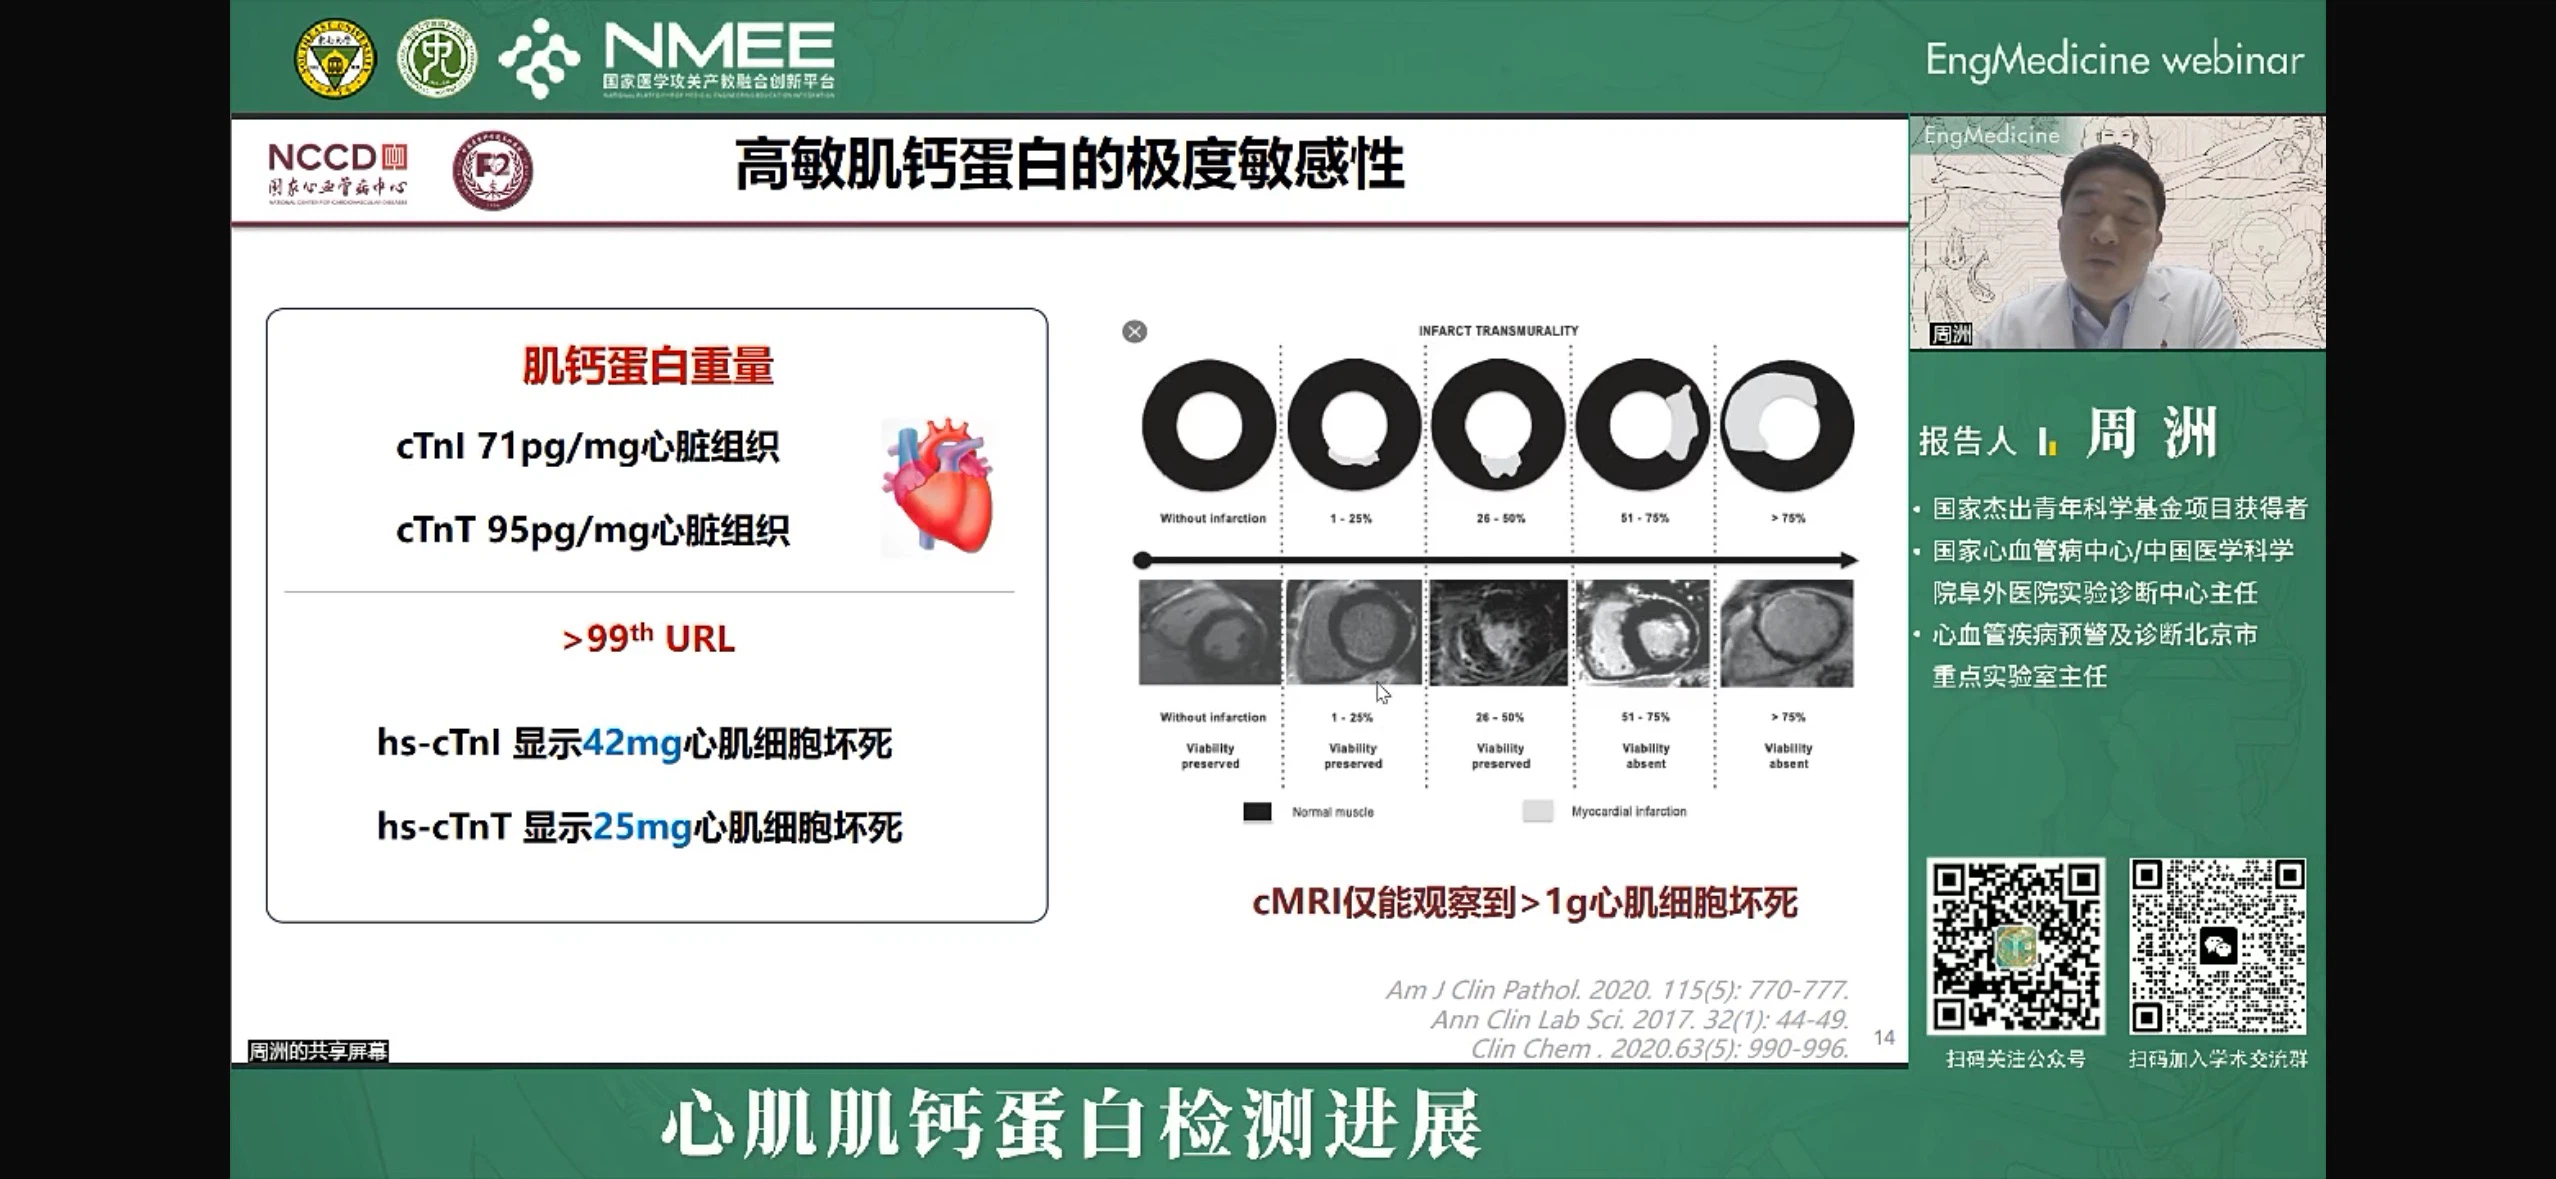 NMEE
国家医学攻关产教融合创新平台
EngMedicine webinar
NCCD
国家心血管病中心
NATIONAL CENTER FOR CARDIOVASCULAR DISEASES
高敏肌钙蛋白的极度敏感性
肌钙蛋白重量
cTnI 71pg/mg心脏组织
cTnT 95pg/mg心脏组织
>99th URL
hs-cTnI 显示42mg心肌细胞坏死
hs-cTnT 显示25mg心肌细胞坏死
INFARCT TRANSMURALITY
Without infarction 1 - 25% 26 - 50% 51 - 75% > 75%
Without infarction 1 - 25% 26 - 50% 51 - 75% > 75%
Viability preserved Viability preserved Viability preserved Viability absent Viability absent
Normal muscle Myocardial infarction
cMRI仅能观察到>1g心肌细胞坏死
Am J Clin Pathol. 2020. 115(5): 770-777.
Ann Clin Lab Sci. 2017. 32(1): 44-49.
Clin Chem . 2020.63(5): 990-996.
14
周洲的共享屏幕
EngMedicine
周洲
报告人 周洲
• 国家杰出青年科学基金项目获得者
• 国家心血管病中心/中国医学科学
院阜外医院实验诊断中心主任
• 心血管疾病预警及诊断北京市
重点实验室主任
扫码关注公众号
扫码加入学术交流群
心肌肌钙蛋白检测进展